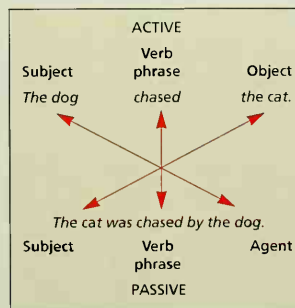 ACTIVE
Verb
Subject phrase Object
The dog chased the cat.
The cat was chased by the dog.
Subject Verb Agent
phrase
PASSIVE